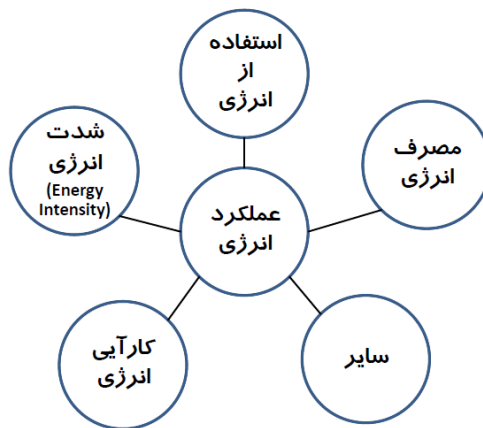 استفاده
از
انرژی
مصرف
انرژی
شدت
انرژی
(Energy
Intensity)
عملکرد
انرژی
کارآیی
انرژی
سایر